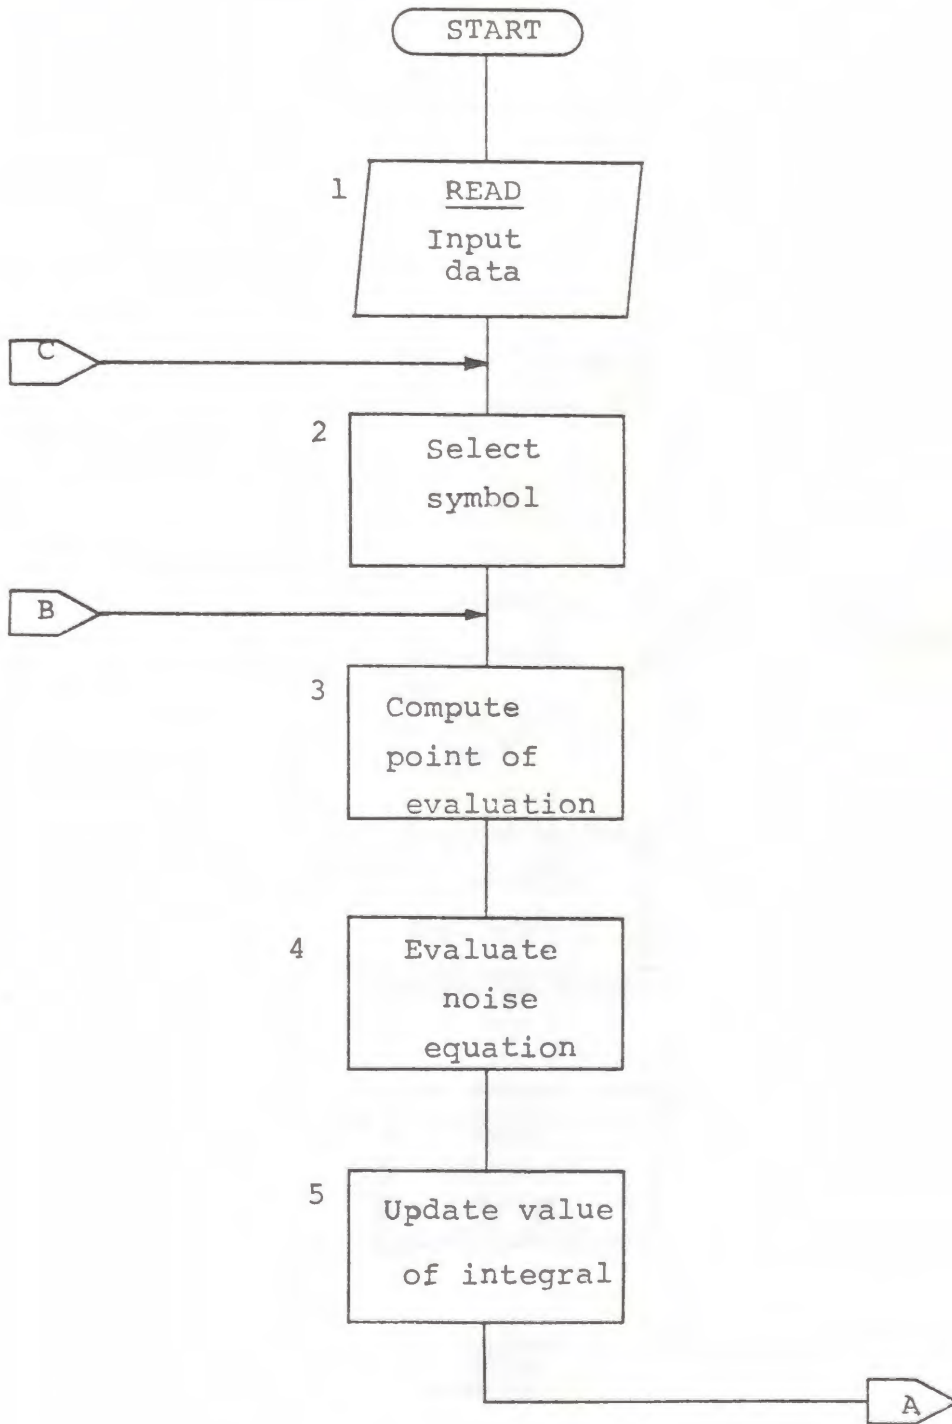 START
1
READ
Input
data
C
2
Select
symbol
B
3
Compute
point of
evaluation
4
Evaluate
noise
equation
5
Update value
of integral
A